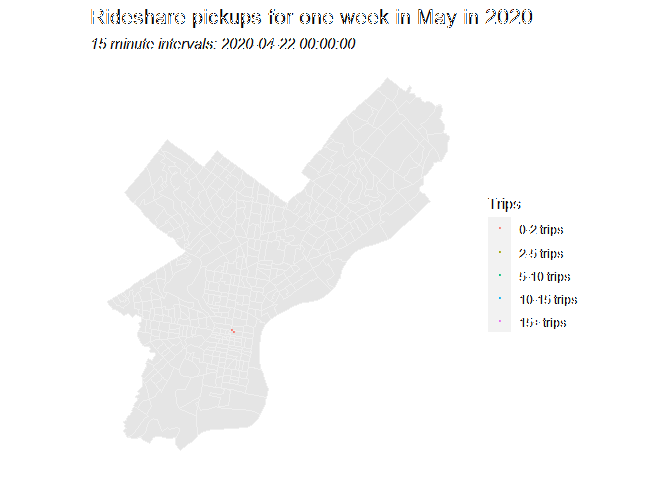 Rideshare pickups for one week in May in 2020
15 minute intervals: 2020-04-22 00:00:00
Trips
0-2 trips
2-5 trips
5-10 trips
10-15 trips
15+ trips